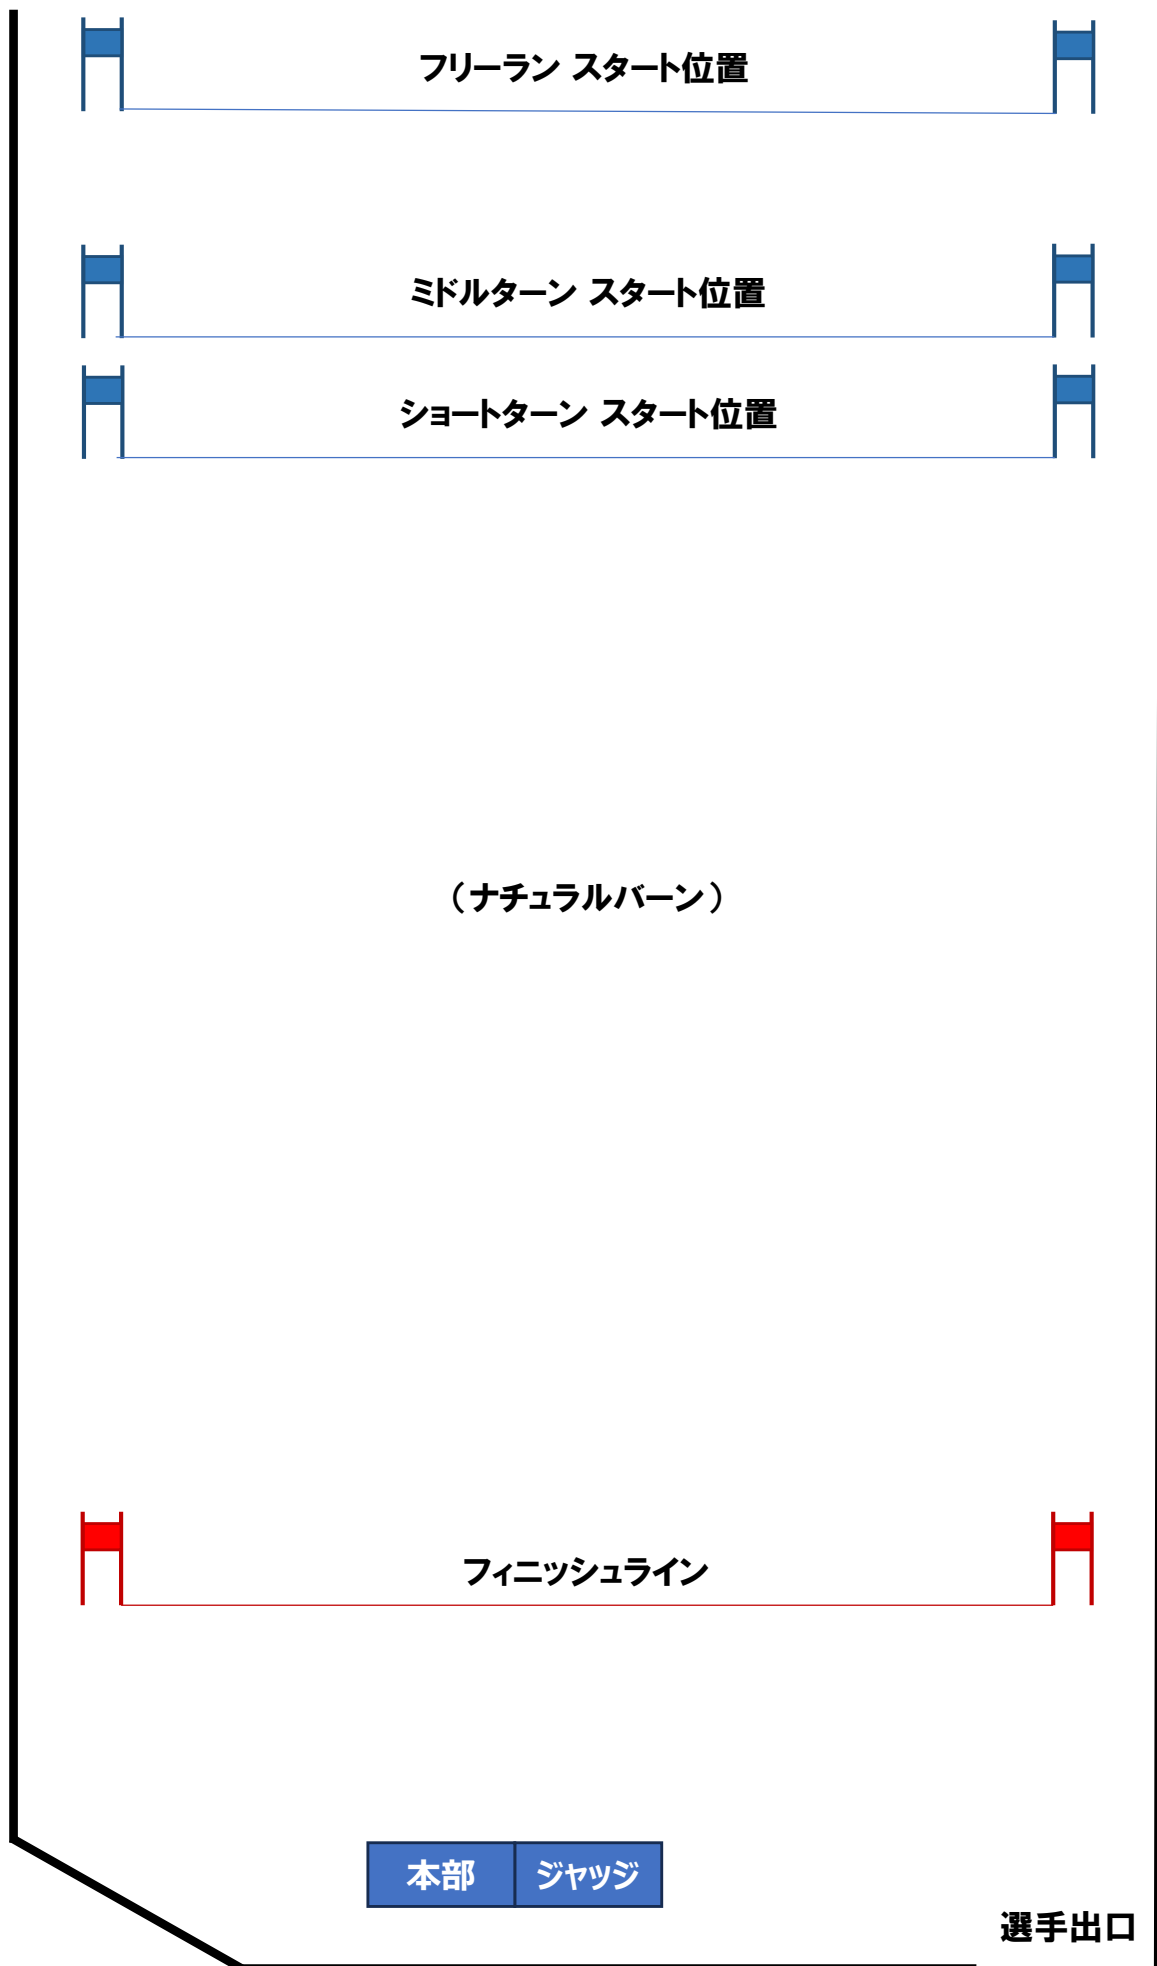 フリーラン スタート位置
ミドルターン スタート位置
ショートターン スタート位置
（ナチュラルバーン）
フィニッシュライン
本部 ジャッジ
選手出口